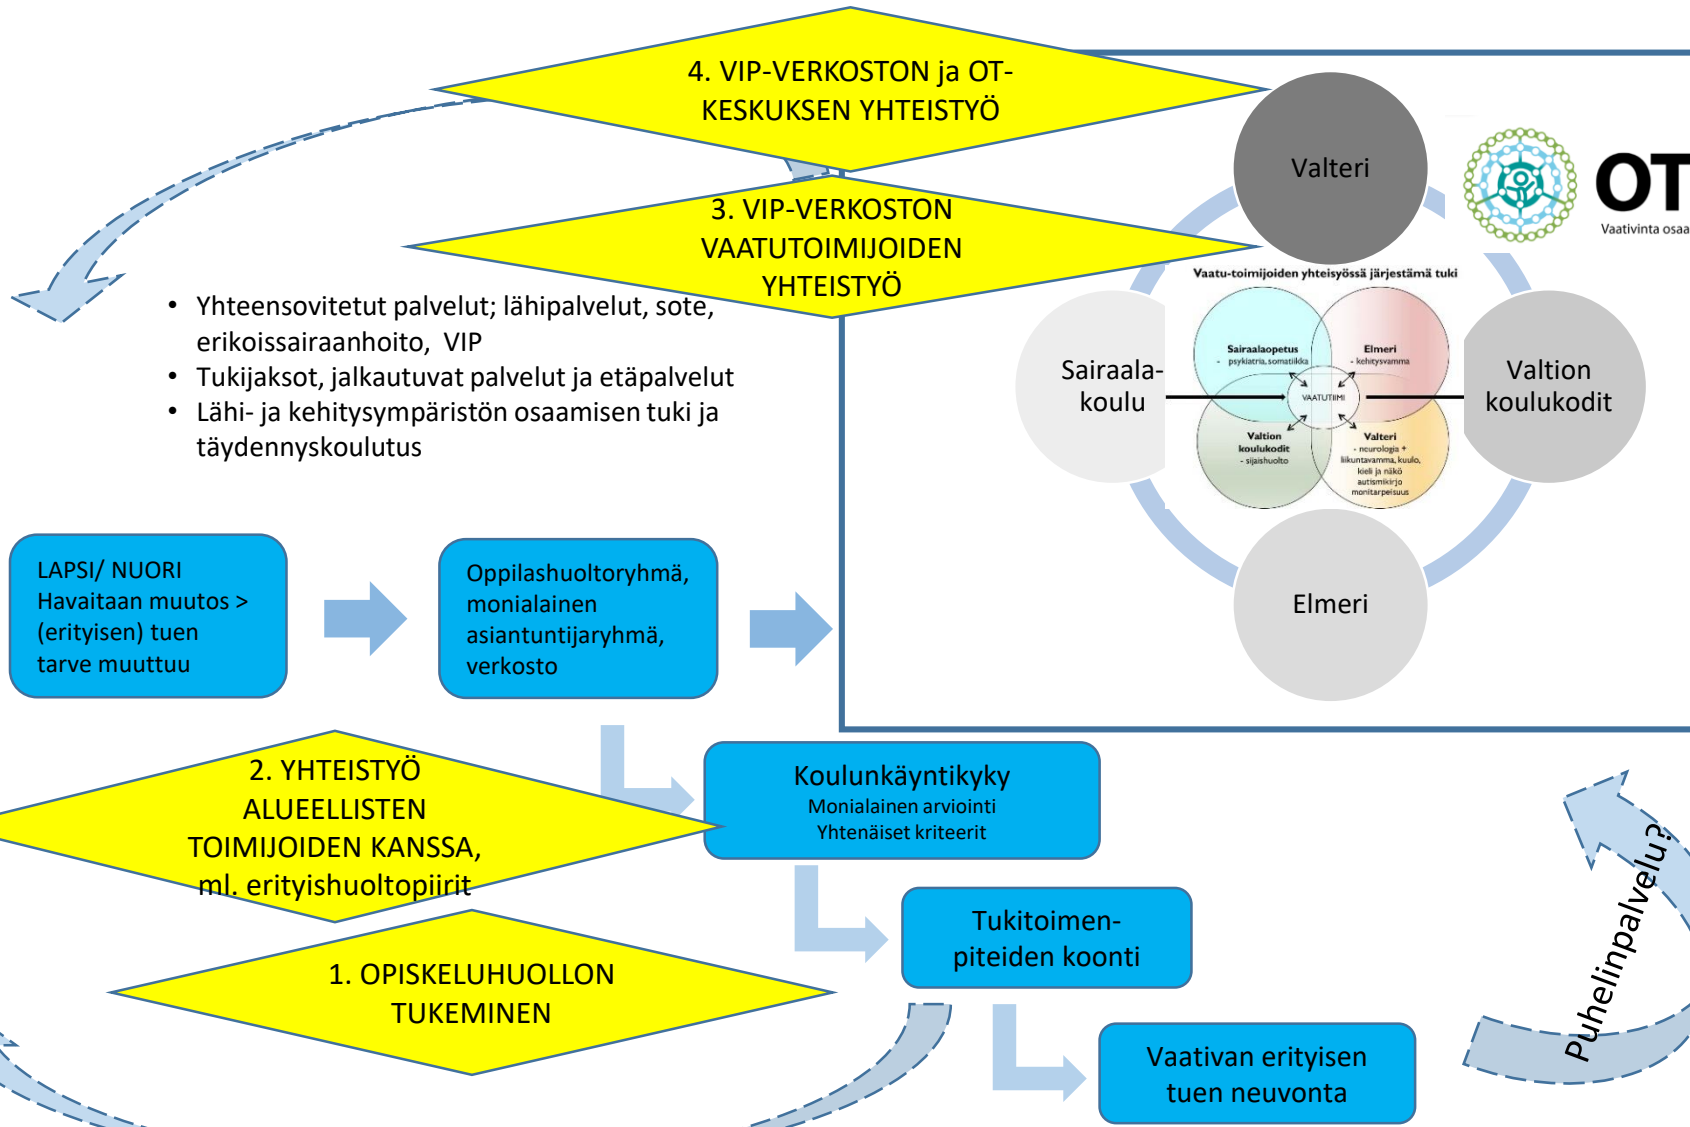 4. VIP-VERKOSTON ja OT-
KESKUKSEN YHTEISTYÖ
3. VIP-VERKOSTON
VAATUTOIMIJOIDEN
YHTEISTYÖ
• Yhteensovitetut palvelut; lähipalvelut, sote,
erikoissairaanhoito, VIP
• Tukijaksot, jalkautuvat palvelut ja etäpalvelut
• Lähi- ja kehitysympäristön osaamisen tuki ja
täydennyskoulutus
Valteri
OT
Vaativinta osaa
Vaatu-toimijoiden yhteisyössä järjestämä tuki
Sairaalaopetus
- psykiatria, somatiikka
Elmeri
- kehitysvamma
VAATUTIIMI
Valtion
koulukodit
- sijaishuolto
Valteri
- neurologia +
liikuntavamma, kuulo,
kieli ja näkö
autismikirjo
monitarpeisuus
Sairaala-
koulu
Valtion
koulukodit
Elmeri
LAPSI/ NUORI
Havaitaan muutos >
(erityisen) tuen
tarve muuttuu
Oppilashuoltoryhmä,
monialainen
asiantuntijaryhmä,
verkosto
2. YHTEISTYÖ
ALUEELLISTEN
TOIMIJOIDEN KANSSA,
ml. erityishuoltopiirit
Koulunkäyntikyky
Monialainen arviointi
Yhtenäiset kriteerit
1. OPISKELUHUOLLON
TUKEMINEN
Tukitoimen-
piteiden koonti
Vaativan erityisen
tuen neuvonta
Puhelinpalvelu?